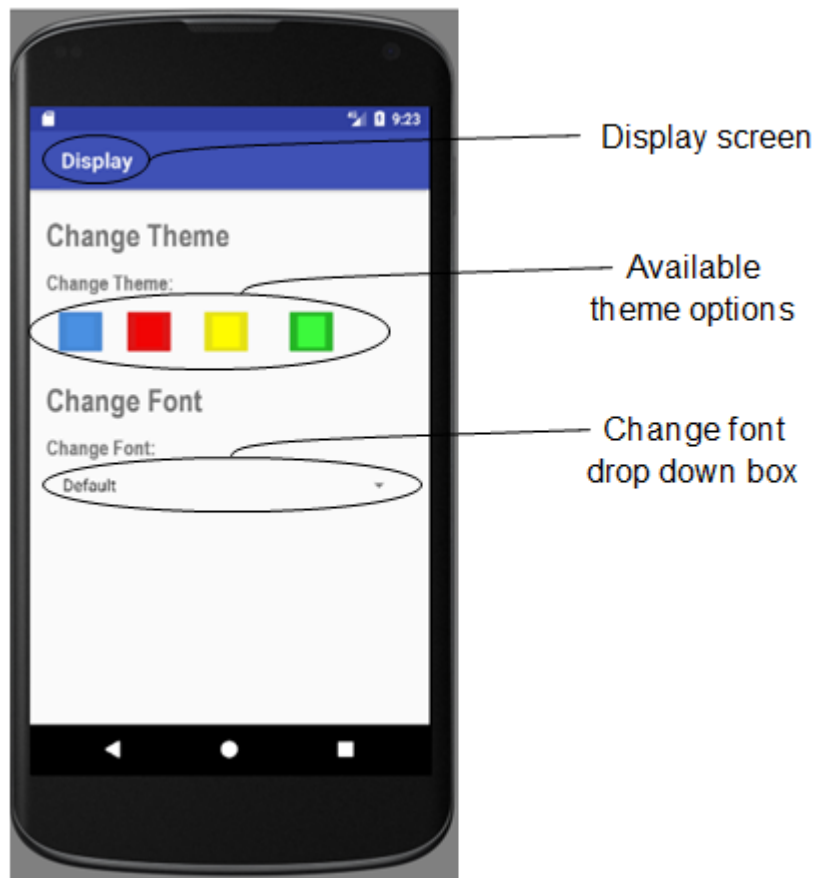 9:23
Display
Display screen
Change Theme
Change Theme:
Available
theme options
Change Font
Change Font:
Default
Change font
drop down box